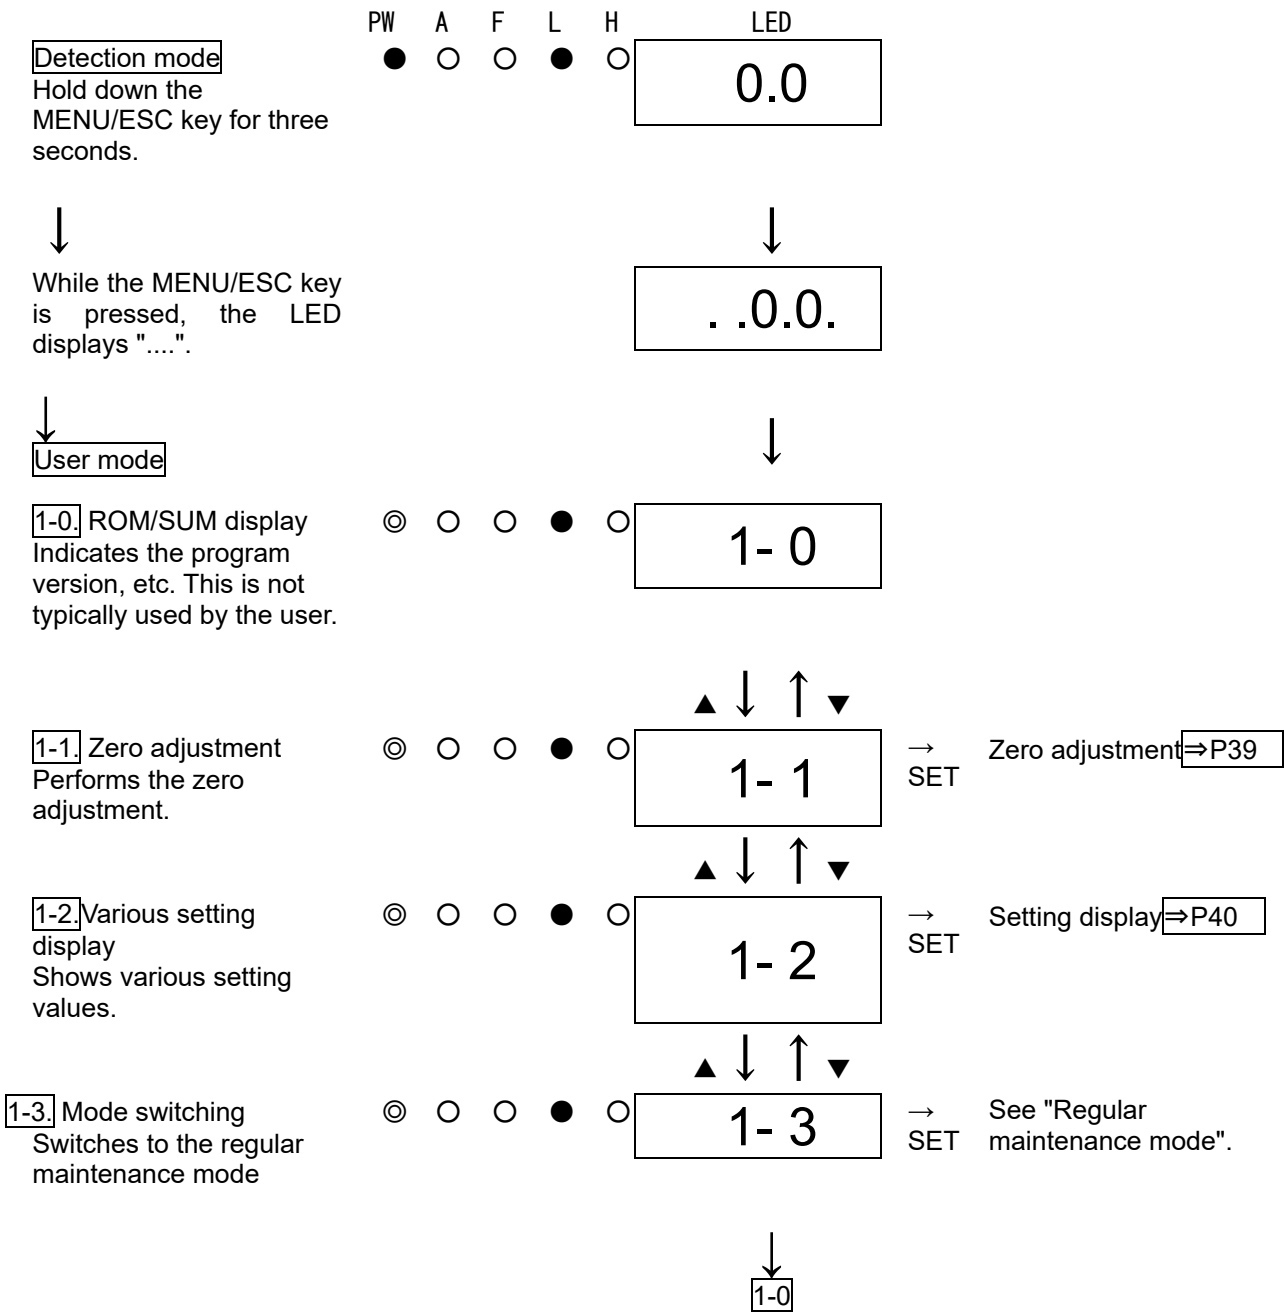 PW A F L H LED
Detection mode ● ○ ○ ● ○ 0.0
Hold down the
MENU/ESC key for three
seconds.
↓ ↓
While the MENU/ESC key
is pressed, the LED
displays "....".
. .0.0.
↓ ↓
User mode
1-0. ROM/SUM display ◎ ○ ○ ● ○ 1- 0
Indicates the program
version, etc. This is not
typically used by the user.
▲ ↓ ↑ ▼
1-1. Zero adjustment ◎ ○ ○ ● ○ 1- 1 → Zero adjustment⇒P39
Performs the zero SET
adjustment.
▲ ↓ ↑ ▼
1-2.Various setting ◎ ○ ○ ● ○ 1- 2 → Setting display⇒P40
display SET
Shows various setting
values.
▲ ↓ ↑ ▼
1-3. Mode switching ◎ ○ ○ ● ○ 1- 3 → See "Regular
Switches to the regular SET maintenance mode".
maintenance mode
↓
1-0